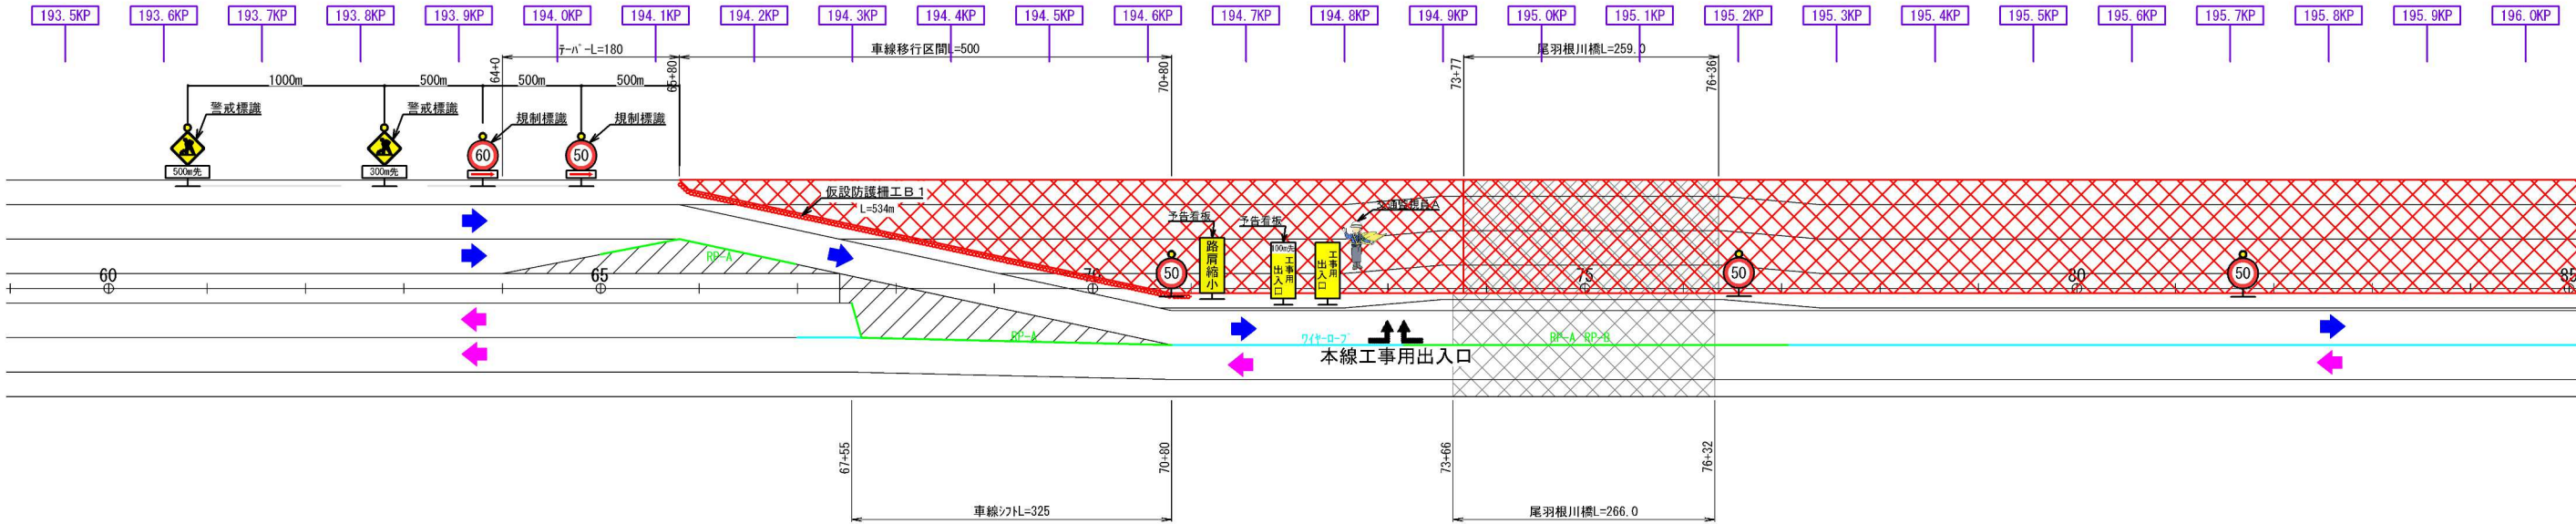 193.5KP 193.6KP 193.7KP 193.8KP 193.9KP 194.0KP 194.1KP 194.2KP 194.3KP 194.4KP 194.5KP 194.6KP 194.7KP 194.8KP 194.9KP 195.0KP 195.1KP 195.2KP 195.3KP 195.4KP 195.5KP 195.6KP 195.7KP 195.8KP 195.9KP 196.0KP
テーパーL=180
車線移行区間L=500
尾羽根川橋L=259.0
64+0
65+80
70+80
73+77
76+36
1000m 500m 500m 500m
警戒標識
警戒標識
規制標識
規制標識
500m先
300m先
60
50
仮設防護柵工B1
L=534m
予告看板
予告看板
交通監視員A
路肩縮小
100m先
工事用
出入口
工事用
出入口
50
50
50
RP-A
60 65 70 75 80 85
RP-A
ワイヤーロープ
RP-A RP-B
本線工事用出入口
67+55
70+80
73+66
76+32
車線シフトL=325
尾羽根川橋L=266.0